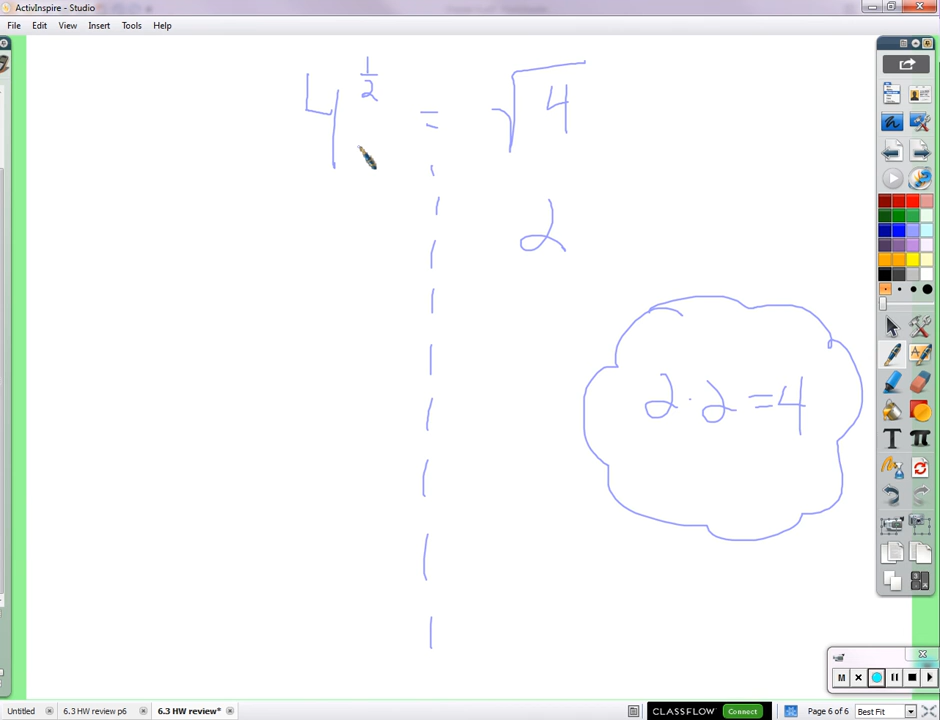 ActivInspire - Studio
File Edit View Insert Tools Help
4^{1/2} = √4
2
2 · 2 = 4
M
Untitled 6.3 HW review p6 6.3 HW review* CLASSFLOW Connect Page 6 of 6 Best Fit